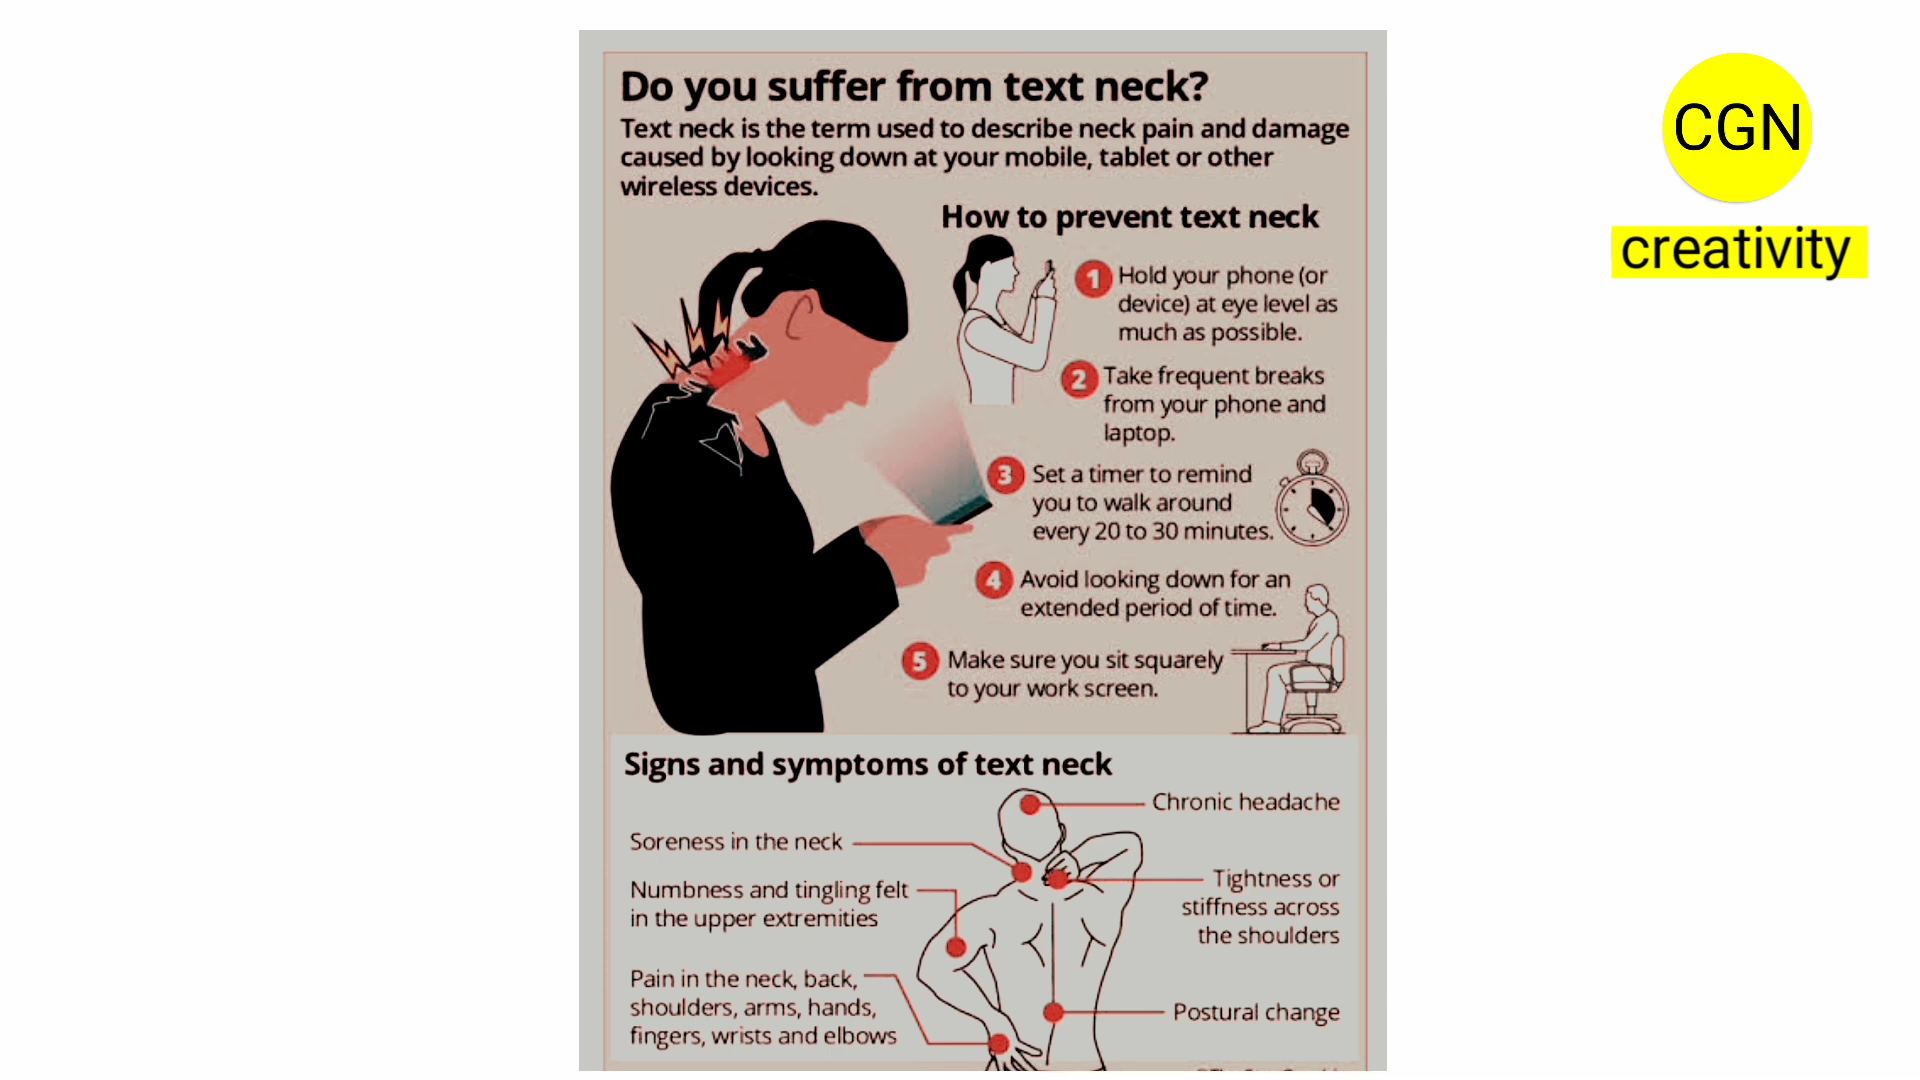 Do you suffer from text neck?
Text neck is the term used to describe neck pain and damage
caused by looking down at your mobile, tablet or other
wireless devices.
How to prevent text neck
1 Hold your phone (or
device) at eye level as
much as possible.
2 Take frequent breaks
from your phone and
laptop.
3 Set a timer to remind
you to walk around
every 20 to 30 minutes.
4 Avoid looking down for an
extended period of time.
5 Make sure you sit squarely
to your work screen.
Signs and symptoms of text neck
Chronic headache
Soreness in the neck
Tightness or
stiffness across
the shoulders
Numbness and tingling felt
in the upper extremities
Pain in the neck, back,
shoulders, arms, hands,
fingers, wrists and elbows
Postural change
CGN
creativity